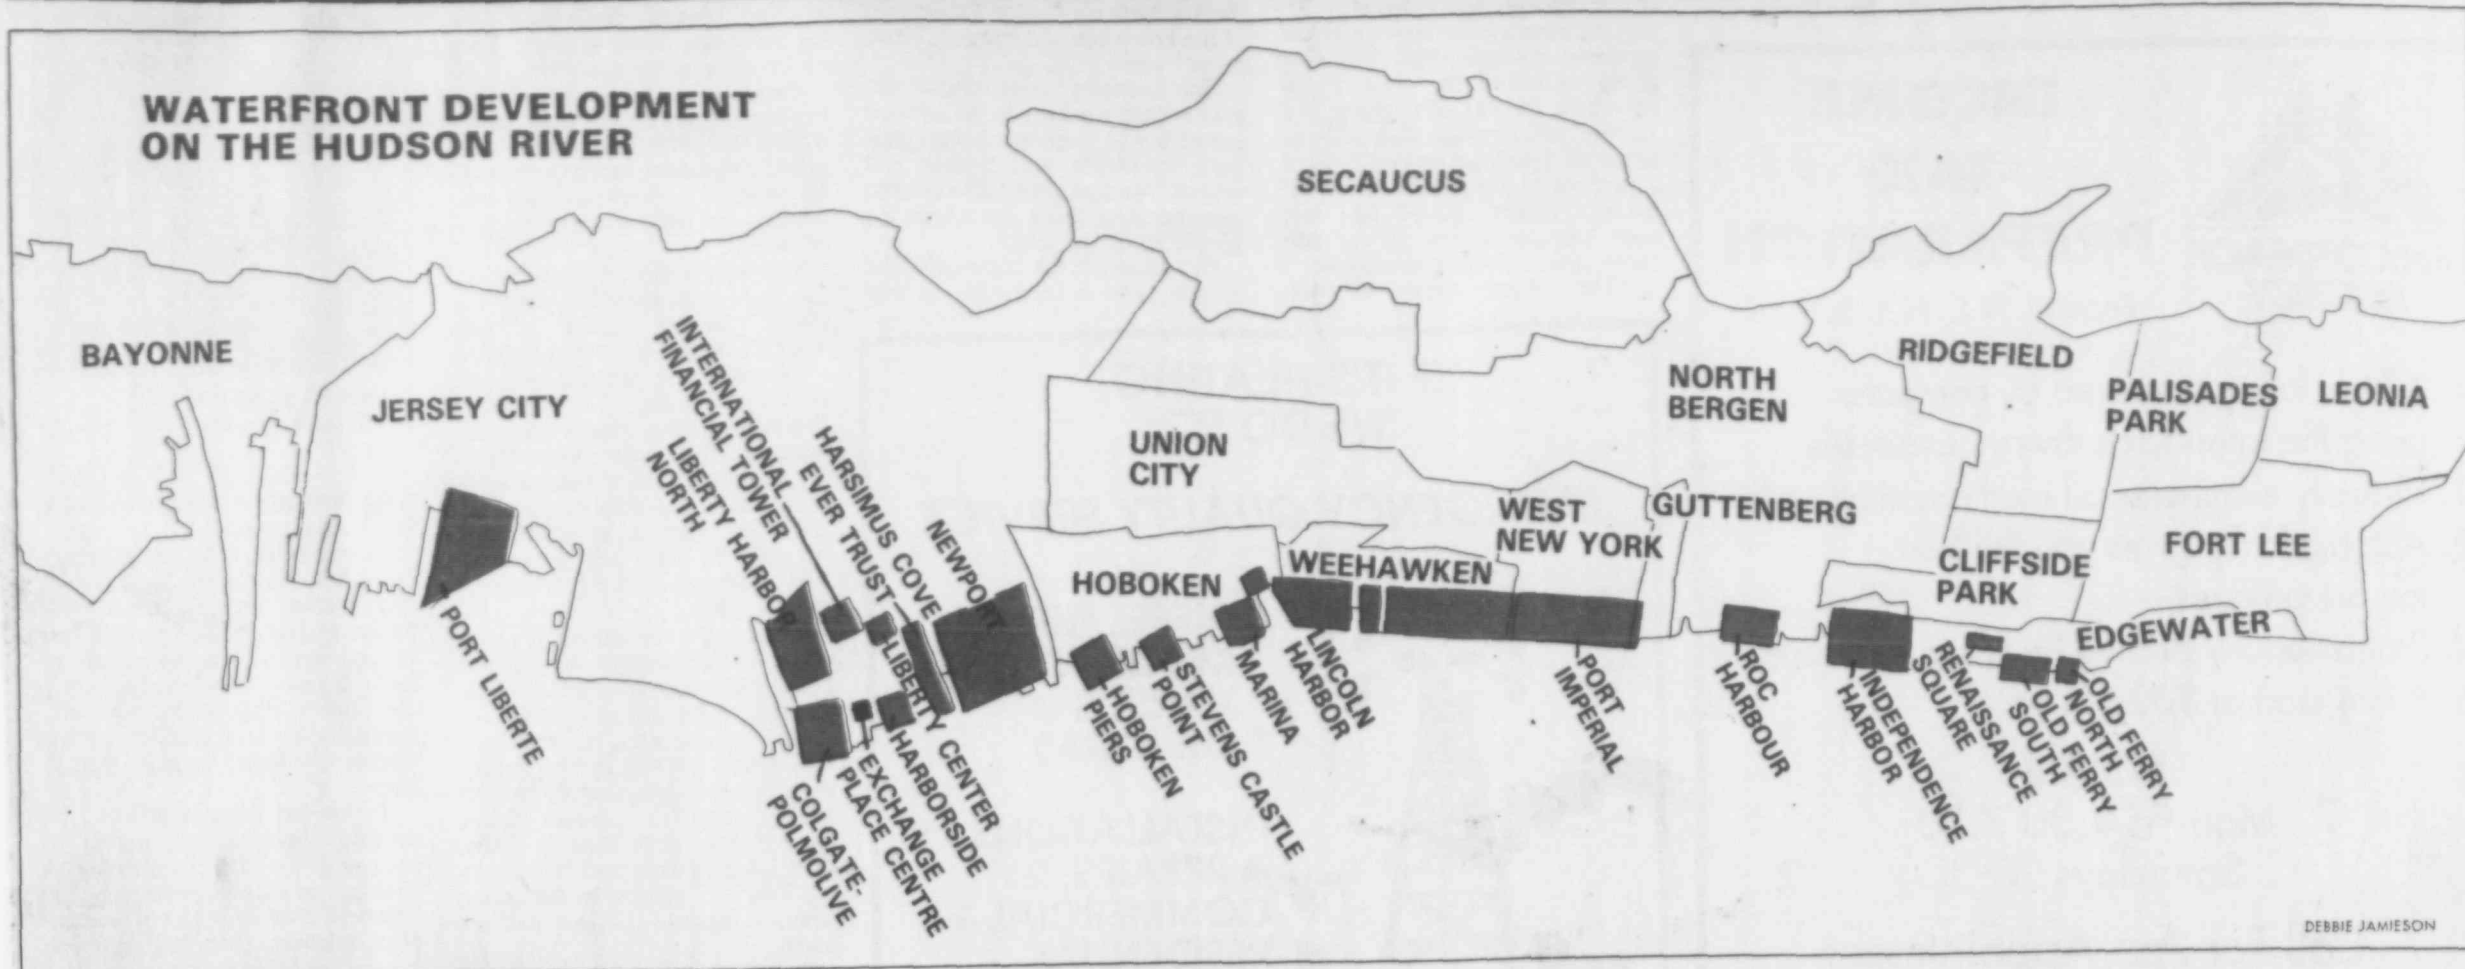 WATERFRONT DEVELOPMENT
ON THE HUDSON RIVER
SECAUCUS
BAYONNE
JERSEY CITY
UNION
CITY
NORTH
BERGEN
RIDGEFIELD
PALISADES
PARK
LEONIA
HOBOKEN
WEEHAWKEN
WEST
NEW YORK
GUTTENBERG
CLIFFSIDE
PARK
FORT LEE
EDGEWATER
PORT LIBERTE
LIBERTY HARBOR
NORTH
INTERNATIONAL
FINANCIAL TOWER
EVER TRUST
HARSIMUS COVE
NEWPORT
COLGATE-
POLMOLIVE
EXCHANGE
PLACE CENTRE
HARBORSIDE
LIBERTY CENTER
HOBOKEN
PIERS
STEVENS CASTLE
POINT
MARINA
LINCOLN
HARBOR
PORT
IMPERIAL
ROC
HARBOUR
INDEPENDENCE
HARBOR
RENAISSANCE
SQUARE
OLD FERRY
SOUTH
OLD FERRY
NORTH
DEBBIE JAMIESON